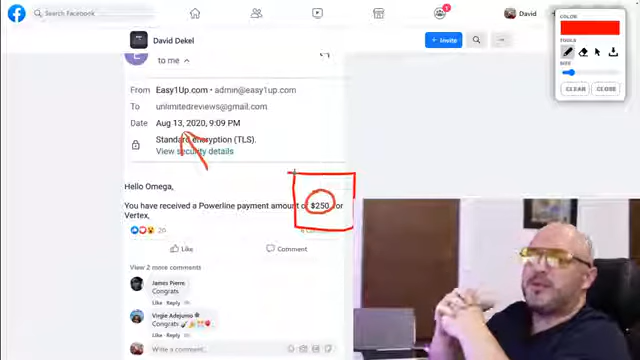 Search Facebook
1
David
COLOR
TOOLS
SIZE
CLEAR
CLOSE
David Dekel
+ Invite
to me
From Easy1Up.com • admin@easy1up.com
To unlimitedreviews@gmail.com
Date Aug 13, 2020, 9:09 PM
Standard encryption (TLS).
View security details
Hello Omega,
You have received a Powerline payment amount of $250 for
Vertex,
20
Like
Comment
View 2 more comments
James Pierre
Congrats
Like · Reply
Virgie Adejumo
Congrats
Like · Reply
Write a comment...